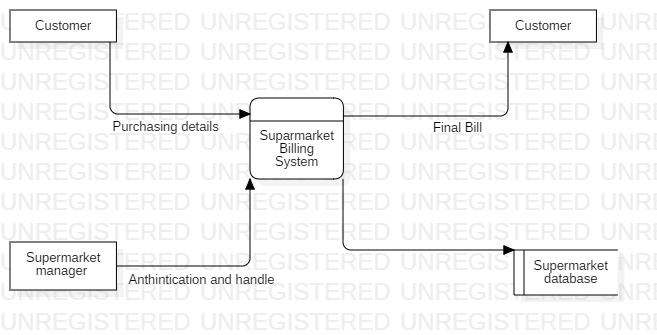 Customer
Customer
Purchasing details
Suparmarket
Billing
System
Final Bill
Supermarket
manager
Anthintication and handle
Supermarket
database
UNREGISTERED UNREGISTERED UNREGISTERED UNRE